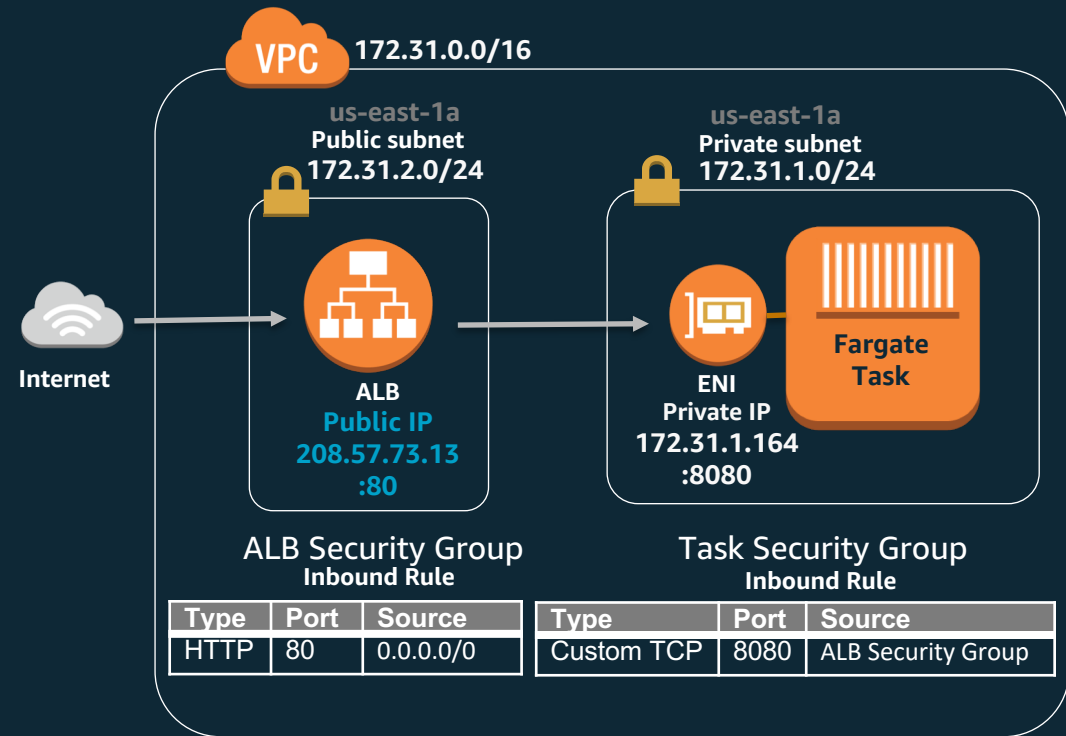 VPC
172.31.0.0/16
us-east-1a
Public subnet
172.31.2.0/24
us-east-1a
Private subnet
172.31.1.0/24
Internet
ALB
Public IP
208.57.73.13
:80
ENI
Private IP
172.31.1.164
:8080
Fargate
Task
ALB Security Group
Inbound Rule
Type Port Source
HTTP 80 0.0.0.0/0
Task Security Group
Inbound Rule
Type Port Source
Custom TCP 8080 ALB Security Group